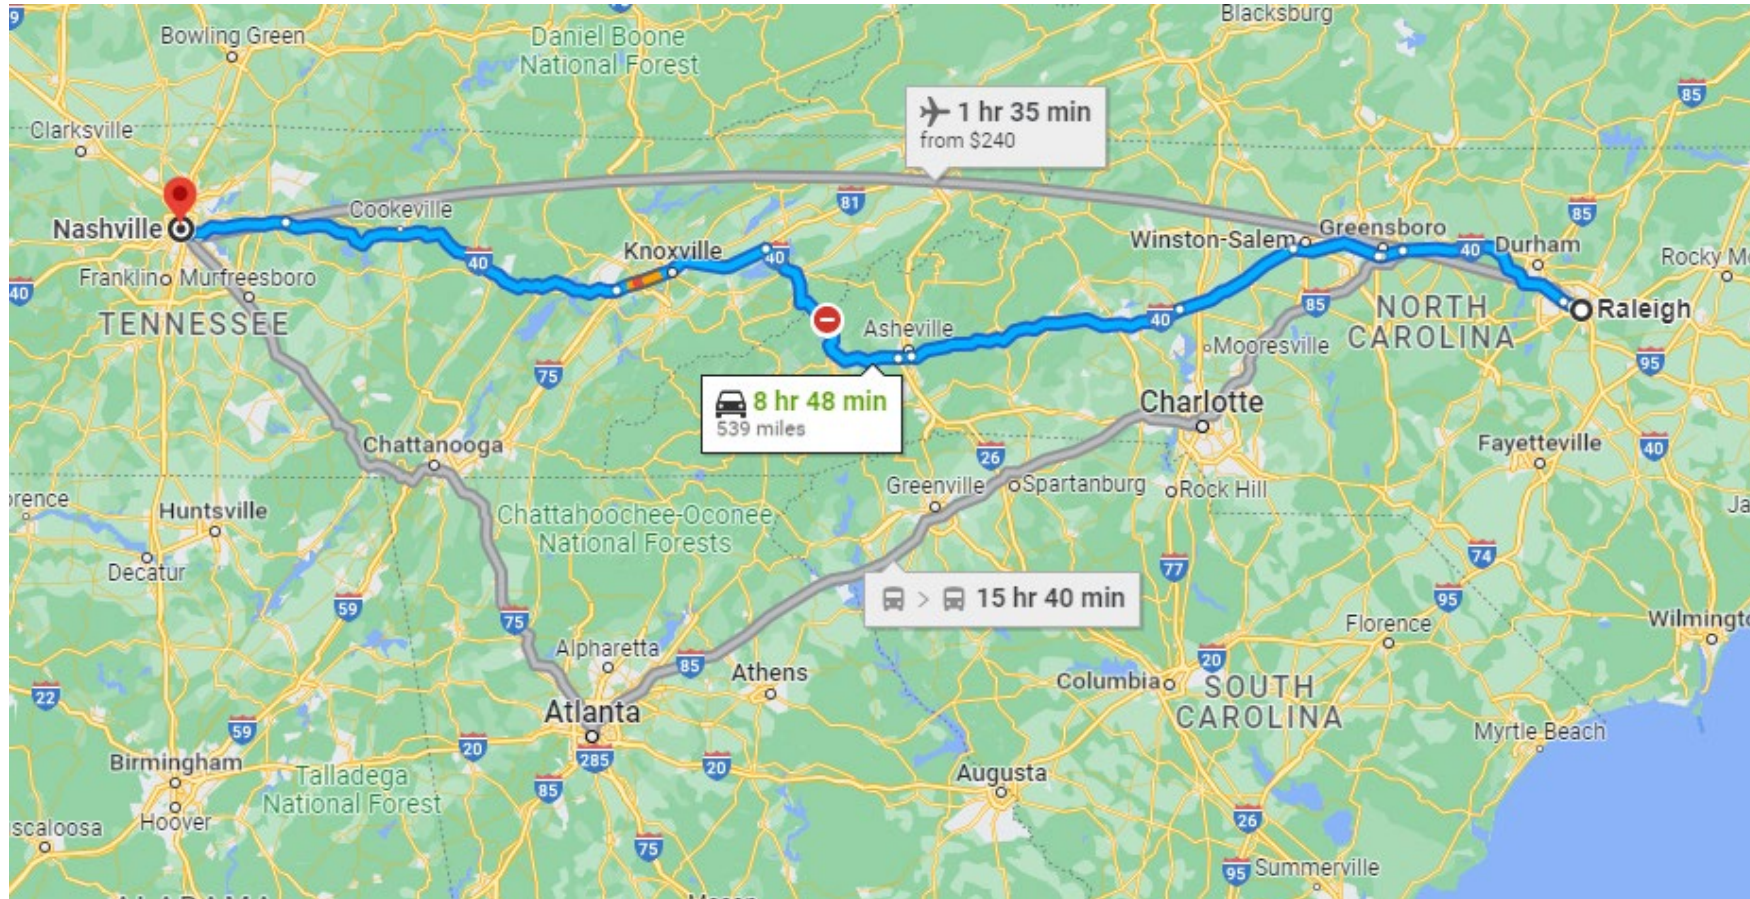 9
Bowling Green
Daniel Boone
National Forest
Blacksburg
85
Clarksville
1 hr 35 min
from $240
81
85
Cookeville
Nashville
40
Knoxville
40
Winston-Salem
Greensboro
40
Durham
Rocky M
40
Franklin
Murfreesboro
TENNESSEE
85
NORTH
CAROLINA
Raleigh
Asheville
40
Mooresville
95
75
8 hr 48 min
539 miles
Charlotte
Chattanooga
26
Fayetteville
40
orence
Huntsville
Greenville
Spartanburg
Rock Hill
Ja
Chattahoochee-Oconee
National Forests
Decatur
77
74
59
75
> 15 hr 40 min
95
Florence
Wilmingto
Alpharetta
85
Athens
20
22
Columbia
SOUTH
CAROLINA
Atlanta
59
20
285
20
Myrtle Beach
Birmingham
Talladega
National Forest
85
Augusta
scaloosa
Hoover
26
75
95
Summerville